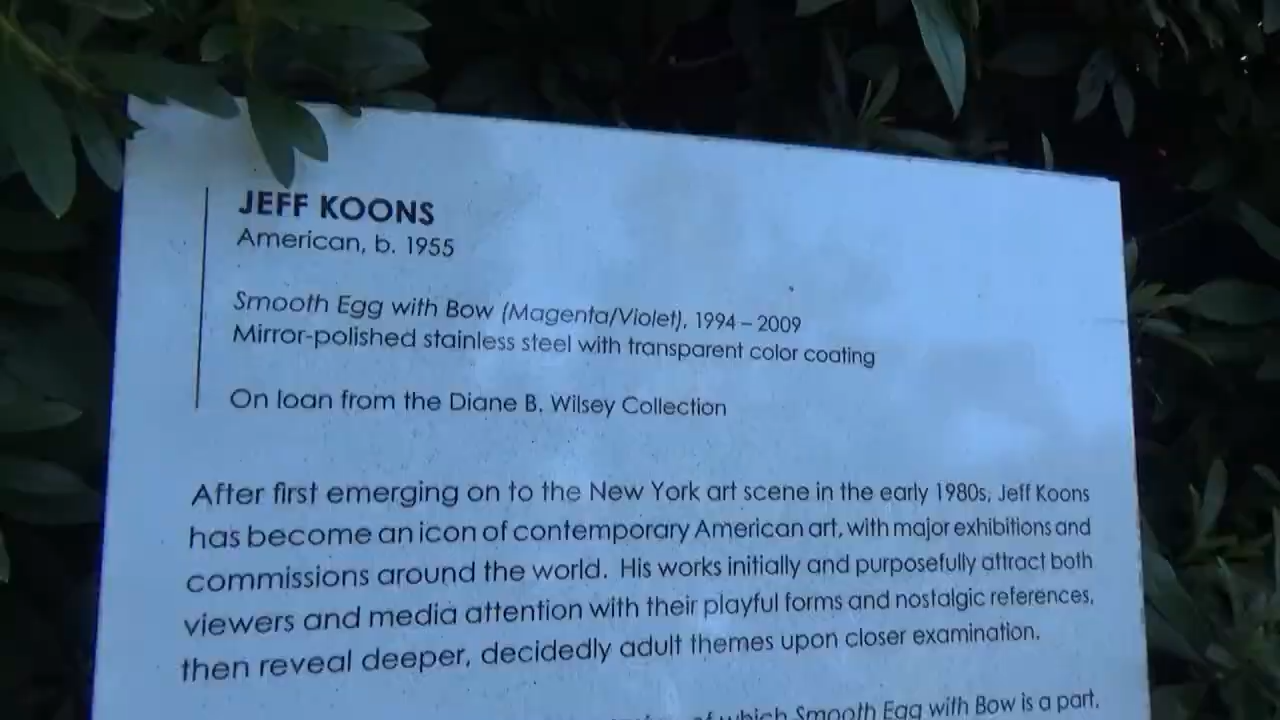 JEFF KOONS
American, b. 1955
Smooth Egg with Bow (Magenta/Violet), 1994 – 2009
Mirror-polished stainless steel with transparent color coating
On loan from the Diane B. Wilsey Collection
After first emerging on to the New York art scene in the early 1980s, Jeff Koons
has become an icon of contemporary American art, with major exhibitions and
commissions around the world. His works initially and purposefully attract both
viewers and media attention with their playful forms and nostalgic references,
then reveal deeper, decidedly adult themes upon closer examination.
of which Smooth Egg with Bow is a part,